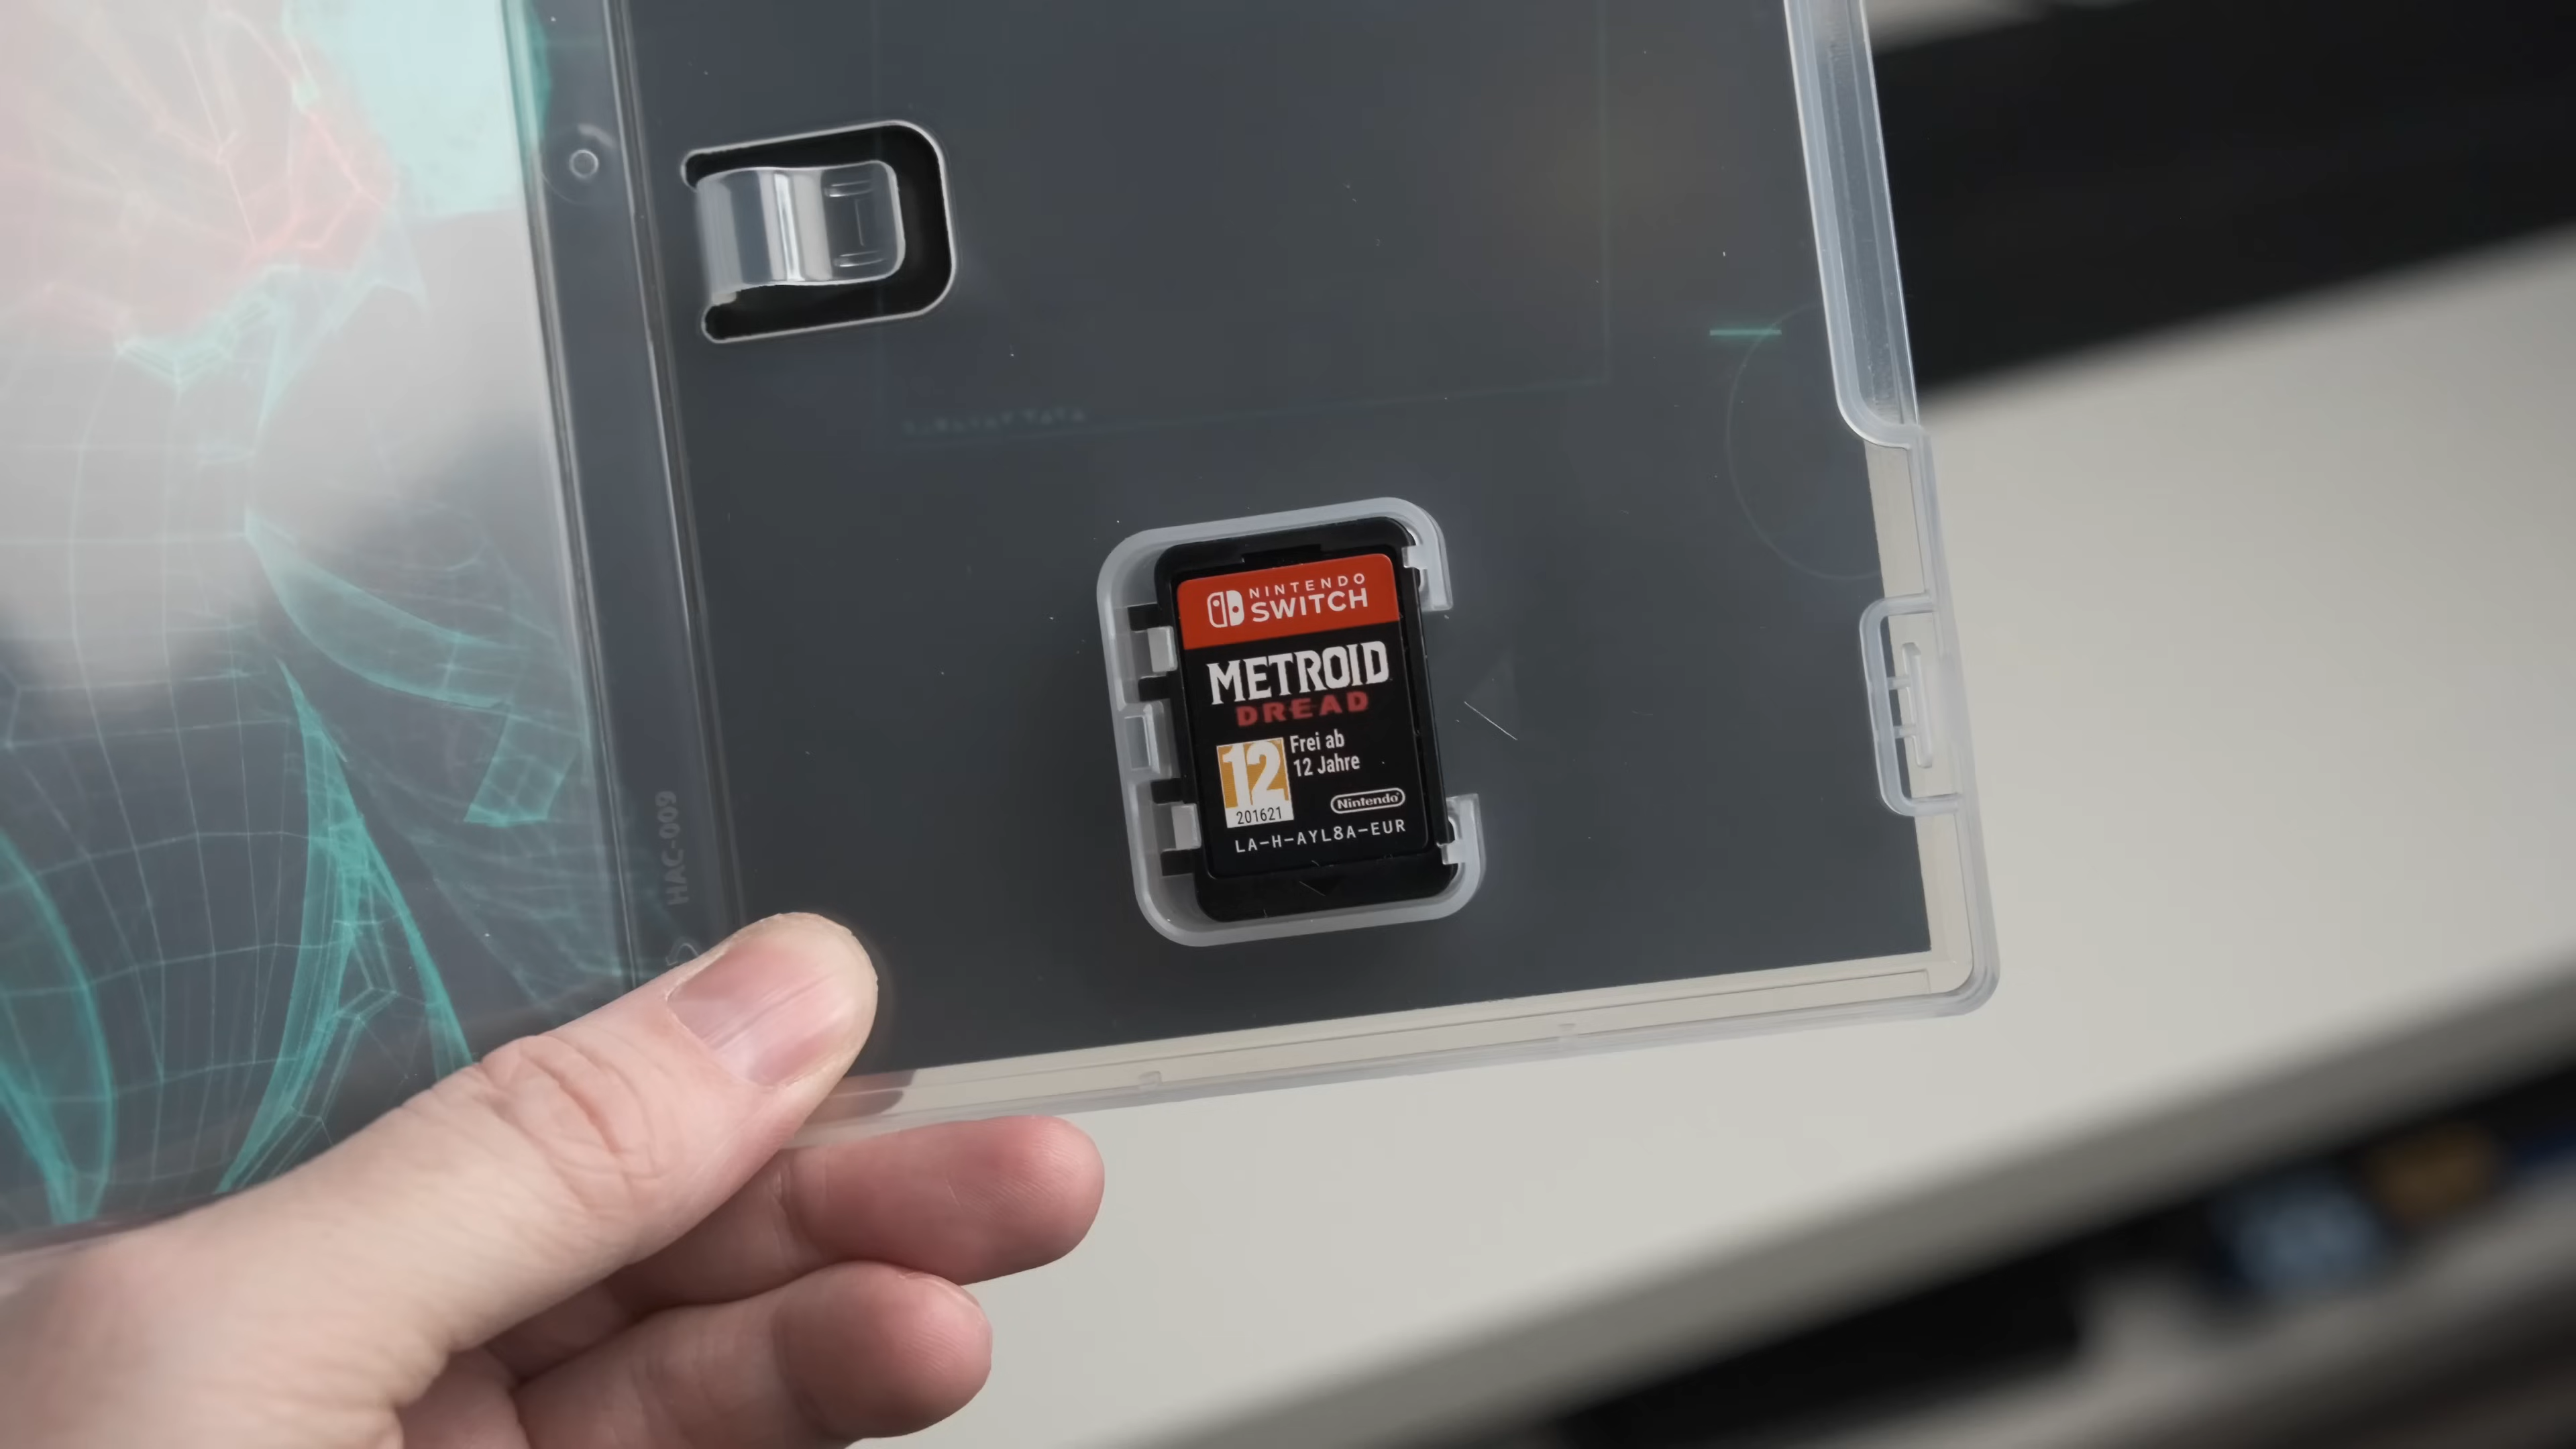 NINTENDO
SWITCH
METROID
DREAD
12
201621
Frei ab
12 Jahre
Nintendo
LA-H-AYL8A-EUR
HAC-009